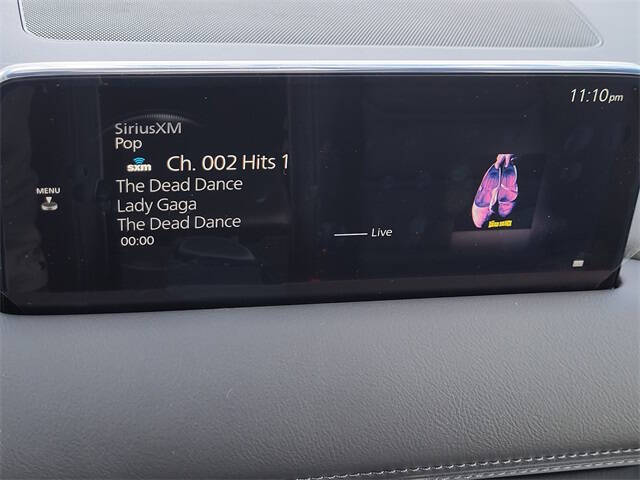 11:10pm
SiriusXM
Pop
sxm Ch. 002 Hits 1
MENU
The Dead Dance
Lady Gaga
The Dead Dance
00:00
Live